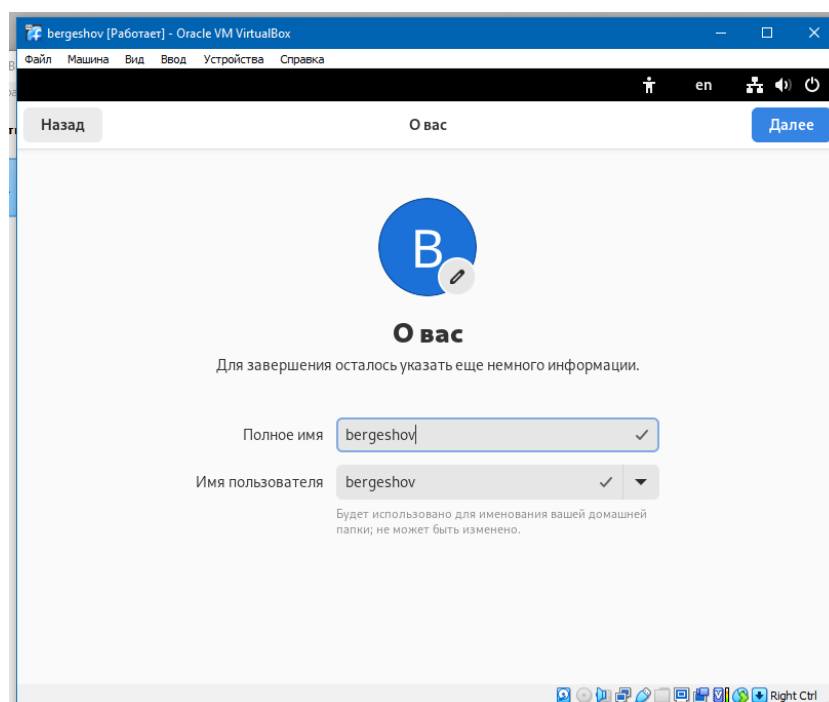 bergeshov [Работает] - Oracle VM VirtualBox
Файл Машина Вид Ввод Устройства Справка
en
Назад О вас Далее
B
О вас
Для завершения осталось указать еще немного информации.
Полное имя bergeshov
Имя пользователя bergeshov
Будет использовано для именования вашей домашней
папки; не может быть изменено.
Right Ctrl